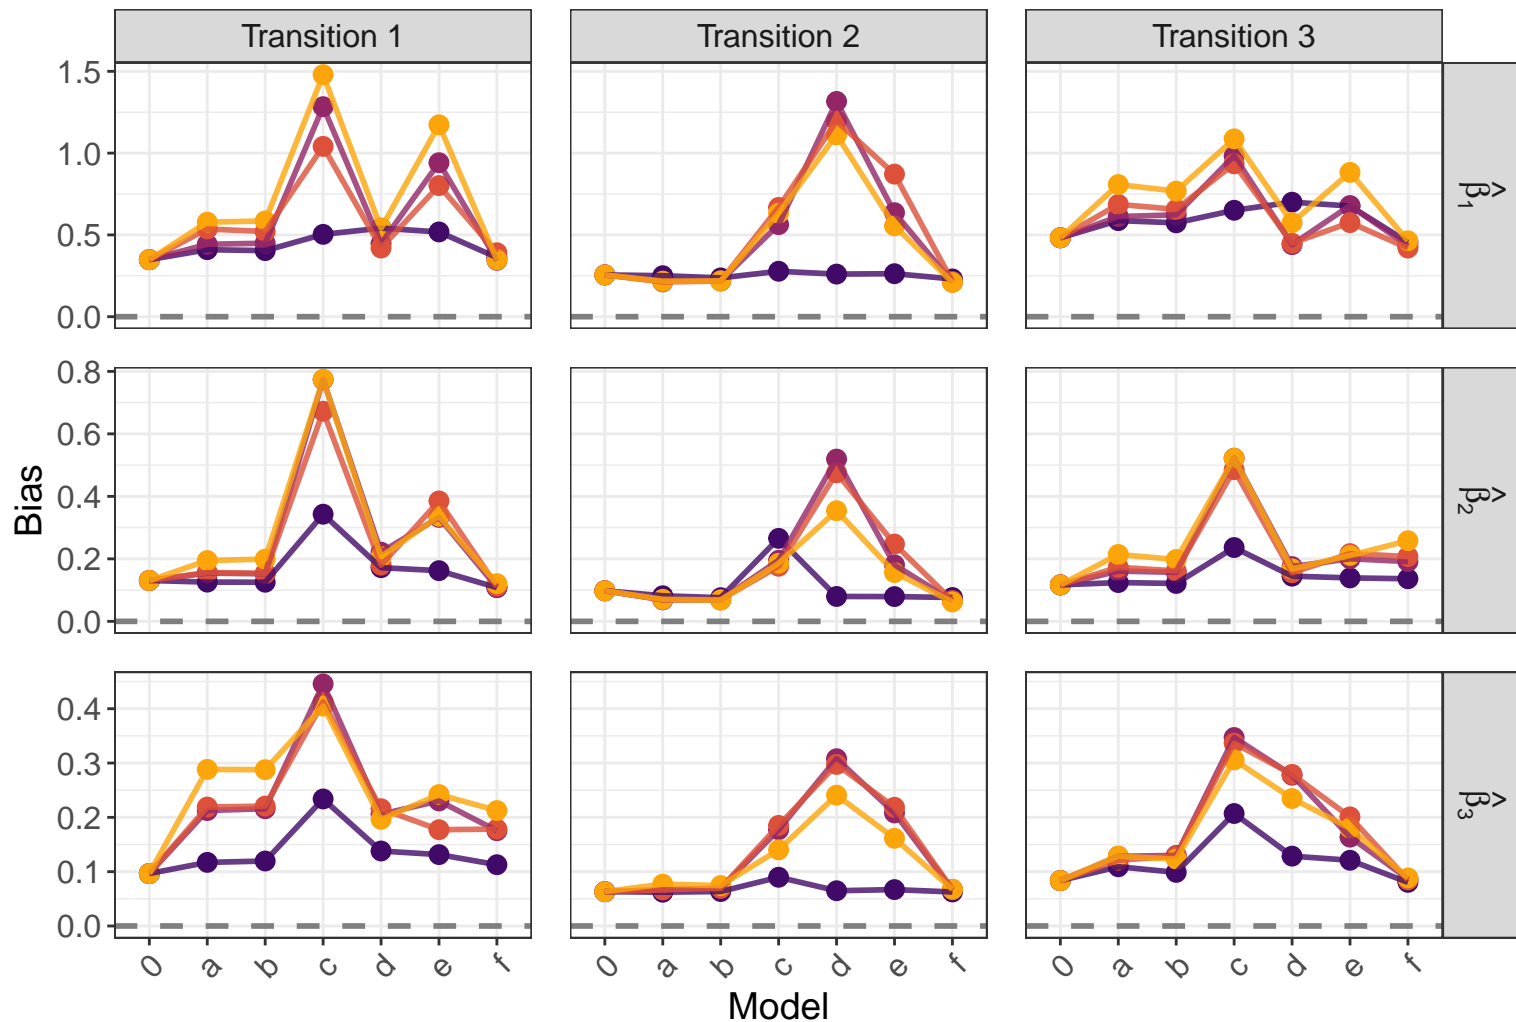 Transition 1 Transition 2 Transition 3
1.5
1.0
0.5
0.0
β̂1
0.8
0.6
0.4
0.2
0.0
β̂2
0.4
0.3
0.2
0.1
0.0
β̂3
Bias
0 a b c d e f 0 a b c d e f 0 a b c d e f
Model